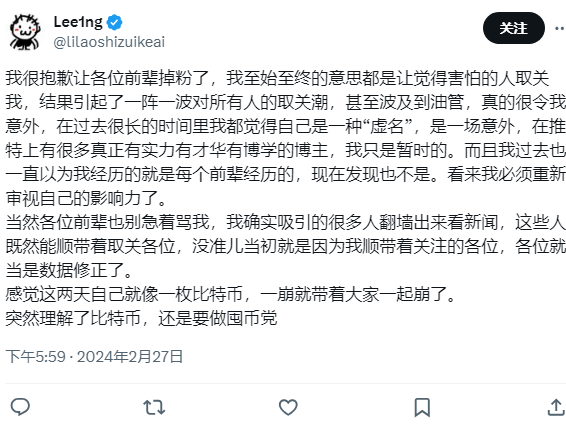 Lee1ng
@lilaoshizuikeai
关注
我很抱歉让各位前辈掉粉了，我至始至终的意思都是让觉得害怕的人取关
我，结果引起了一阵一波对所有人的取关潮，甚至波及到油管，真的很令我
意外，在过去很长的时间里我都觉得自己是一种“虚名”，是一场意外，在推
特上有很多真正有实力有才华有博学的博主，我只是暂时的。而且我过去也
一直以为我经历的就是每个前辈经历的，现在发现也不是。看来我必须重新
审视自己的影响力了。
当然各位前辈也别急着骂我，我确实吸引的很多人翻墙出来看新闻，这些人
既然能顺带着取关各位，没准儿当初就是因为我顺带着关注的各位，各位就
当是数据修正了。
感觉这两天自己就像一枚比特币，一崩就带着大家一起崩了。
突然理解了比特币，还是要做囤币党
下午5:59 · 2024年2月27日